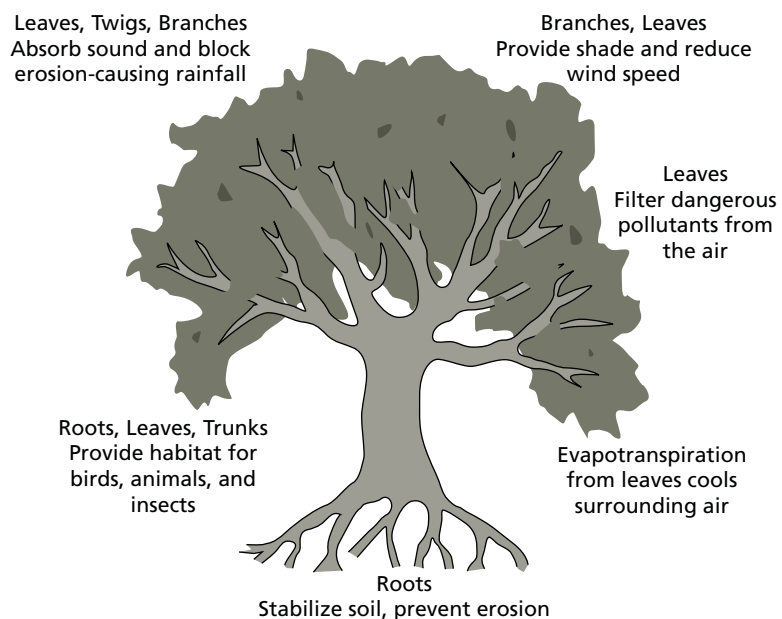 Leaves, Twigs, Branches
Absorb sound and block
erosion-causing rainfall
Branches, Leaves
Provide shade and reduce
wind speed
Leaves
Filter dangerous
pollutants from
the air
Roots, Leaves, Trunks
Provide habitat for
birds, animals, and
insects
Evapotranspiration
from leaves cools
surrounding air
Roots
Stabilize soil, prevent erosion